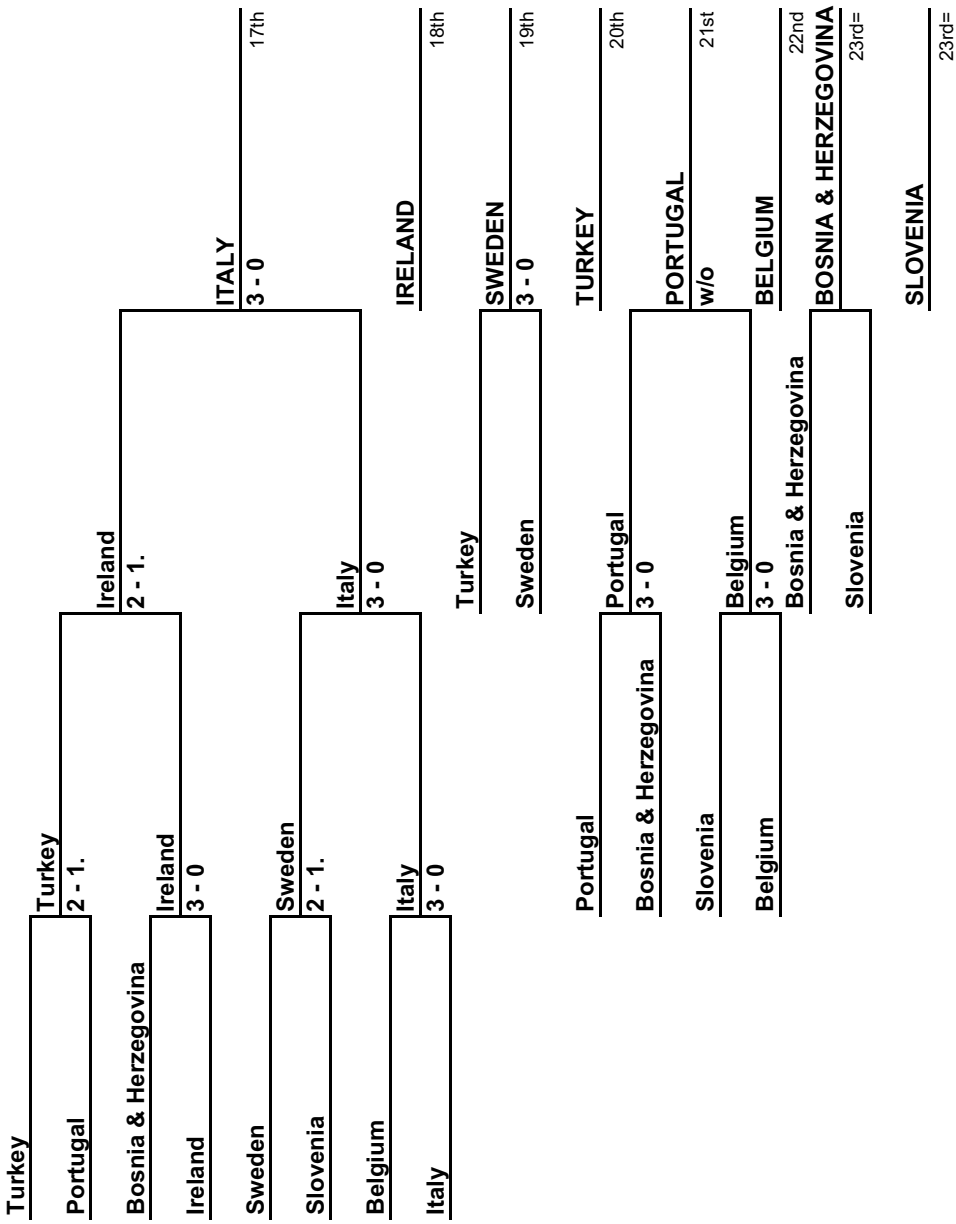 Turkey
Portugal
Bosnia & Herzegovina
Ireland
Sweden
Slovenia
Belgium
Italy
Turkey
2 - 1.
Ireland
3 - 0
Sweden
2 - 1.
Italy
3 - 0
Portugal
Bosnia & Herzegovina
Slovenia
Belgium
Ireland
2 - 1.
Italy
3 - 0
Turkey
Sweden
Portugal
3 - 0
Belgium
3 - 0
Bosnia & Herzegovina
Slovenia
ITALY
3 - 0
17th
IRELAND
18th
SWEDEN
3 - 0
19th
TURKEY
20th
PORTUGAL
w/o
21st
BELGIUM
22nd
BOSNIA & HERZEGOVINA
23rd=
SLOVENIA
23rd=